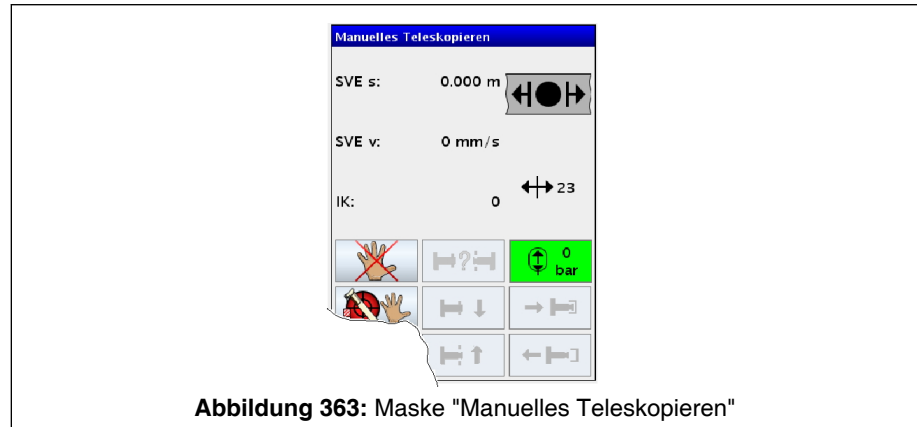 Manuelles Teleskopieren
SVE s: 0.000 m
SVE v: 0 mm/s
23
IK: 0
?
0
bar
Abbildung 363: Maske "Manuelles Teleskopieren"